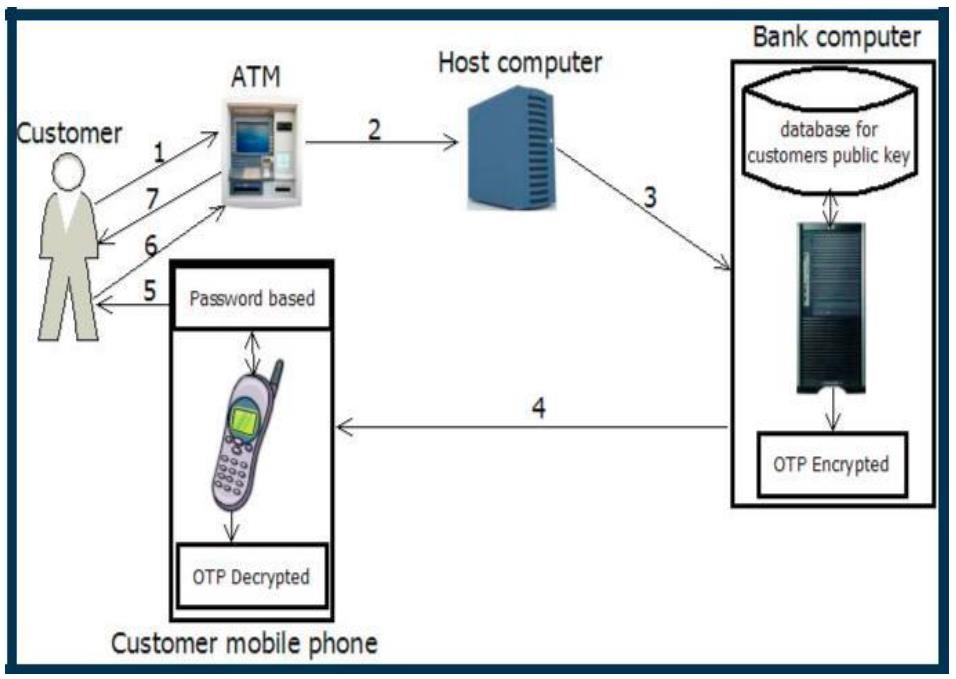 Bank computer
Host computer
ATM
Customer
database for
customers public key
1
2
7
3
6
5
Password based
4
OTP Encrypted
OTP Decrypted
Customer mobile phone